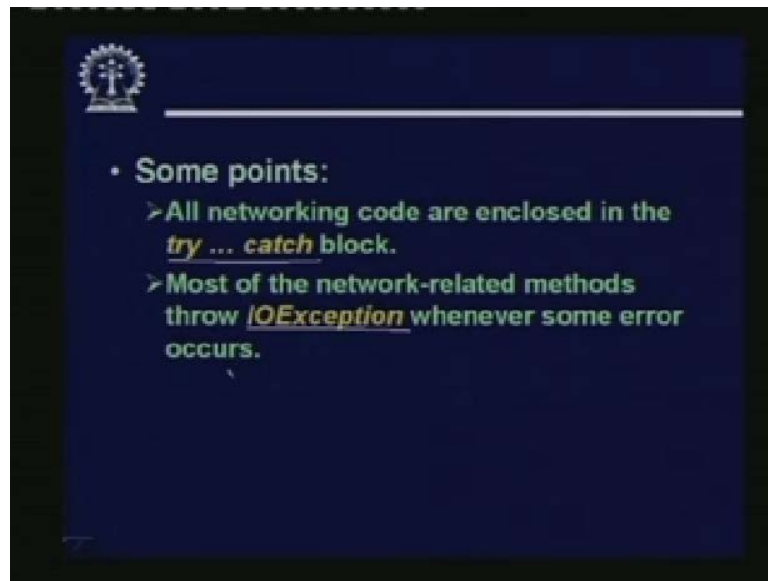 • Some points:
➢All networking code are enclosed in the
try ... catch block.
➢Most of the network-related methods
throw IOException whenever some error
occurs.